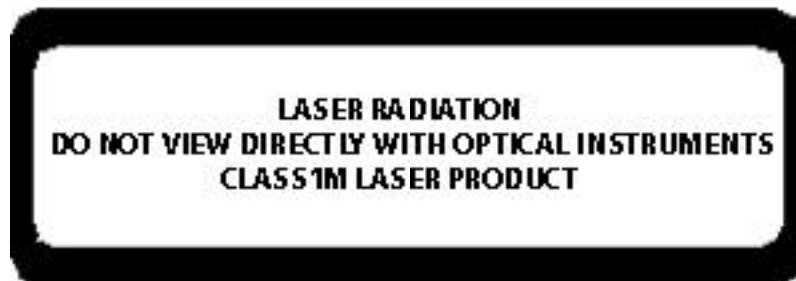 LASER RADIATION
DO NOT VIEW DIRECTLY WITH OPTICAL INSTRUMENTS
CLASS 1M LASER PRODUCT